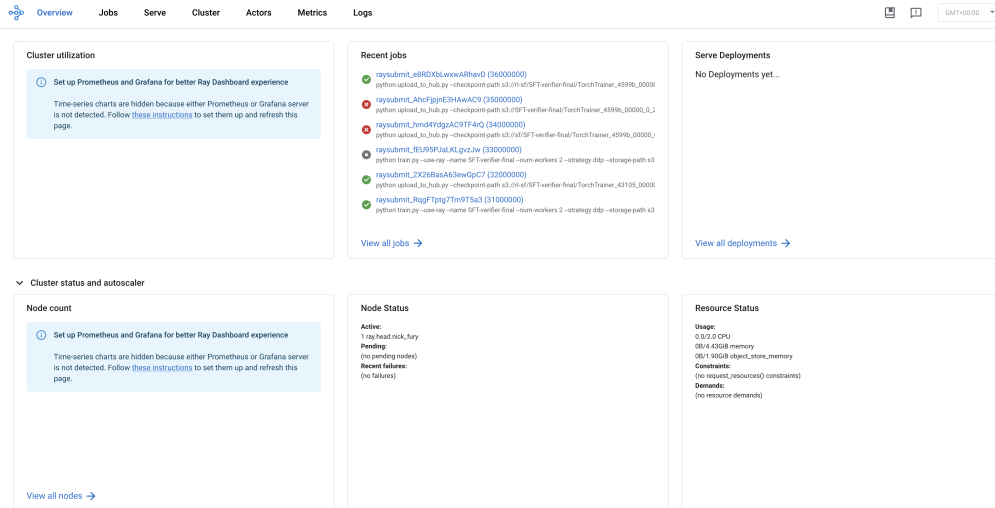 Overview Jobs Serve Cluster Actors Metrics Logs GMT+00:00
Cluster utilization
Set up Prometheus and Grafana for better Ray Dashboard experience
Time-series charts are hidden because either Prometheus or Grafana server
is not detected. Follow these instructions to set them up and refresh this
page.
Recent jobs
raysubmit_e8RDXbLwxwARhavD (36000000)
python upload_to_hub.py --checkpoint-path s3://rl-sf/SFT-verifier-final/TorchTrainer_4599b_0000
raysubmit_AhcFjpjnE3HAwAC9 (35000000)
python upload_to_hub.py --checkpoint-path s3://SFT-verifier-final/TorchTrainer_4599b_00000_0_
raysubmit_hmd4YdgzAC9TF4rQ (34000000)
python upload_to_hub.py --checkpoint-path s3://sf/SFT-verifier-final/TorchTrainer_4599b_00000_
raysubmit_fEU95PJaLKLgvzJw (33000000)
python train.py --use-ray --name SFT-verifier-final --num-workers 2 --strategy ddp --storage-path s3
raysubmit_2X26BasA63ewGpC7 (32000000)
python upload_to_hub.py --checkpoint-path s3://rl-sf/SFT-verifier-final/TorchTrainer_43105_0000
raysubmit_RqgFTptg7Tm9T5a3 (31000000)
python train.py --use-ray --name SFT-verifier-final --num-workers 2 --strategy ddp --storage-path s3
View all jobs
Serve Deployments
No Deployments yet...
View all deployments
Cluster status and autoscaler
Node count
Set up Prometheus and Grafana for better Ray Dashboard experience
Time-series charts are hidden because either Prometheus or Grafana server
is not detected. Follow these instructions to set them up and refresh this
page.
View all nodes
Node Status
Active:
1 ray.head.nick_fury
Pending:
(no pending nodes)
Recent failures:
(no failures)
Resource Status
Usage:
0.0/2.0 CPU
0B/4.43GiB memory
0B/1.90GiB object_store_memory
Constraints:
(no request_resources() constraints)
Demands:
(no resource demands)